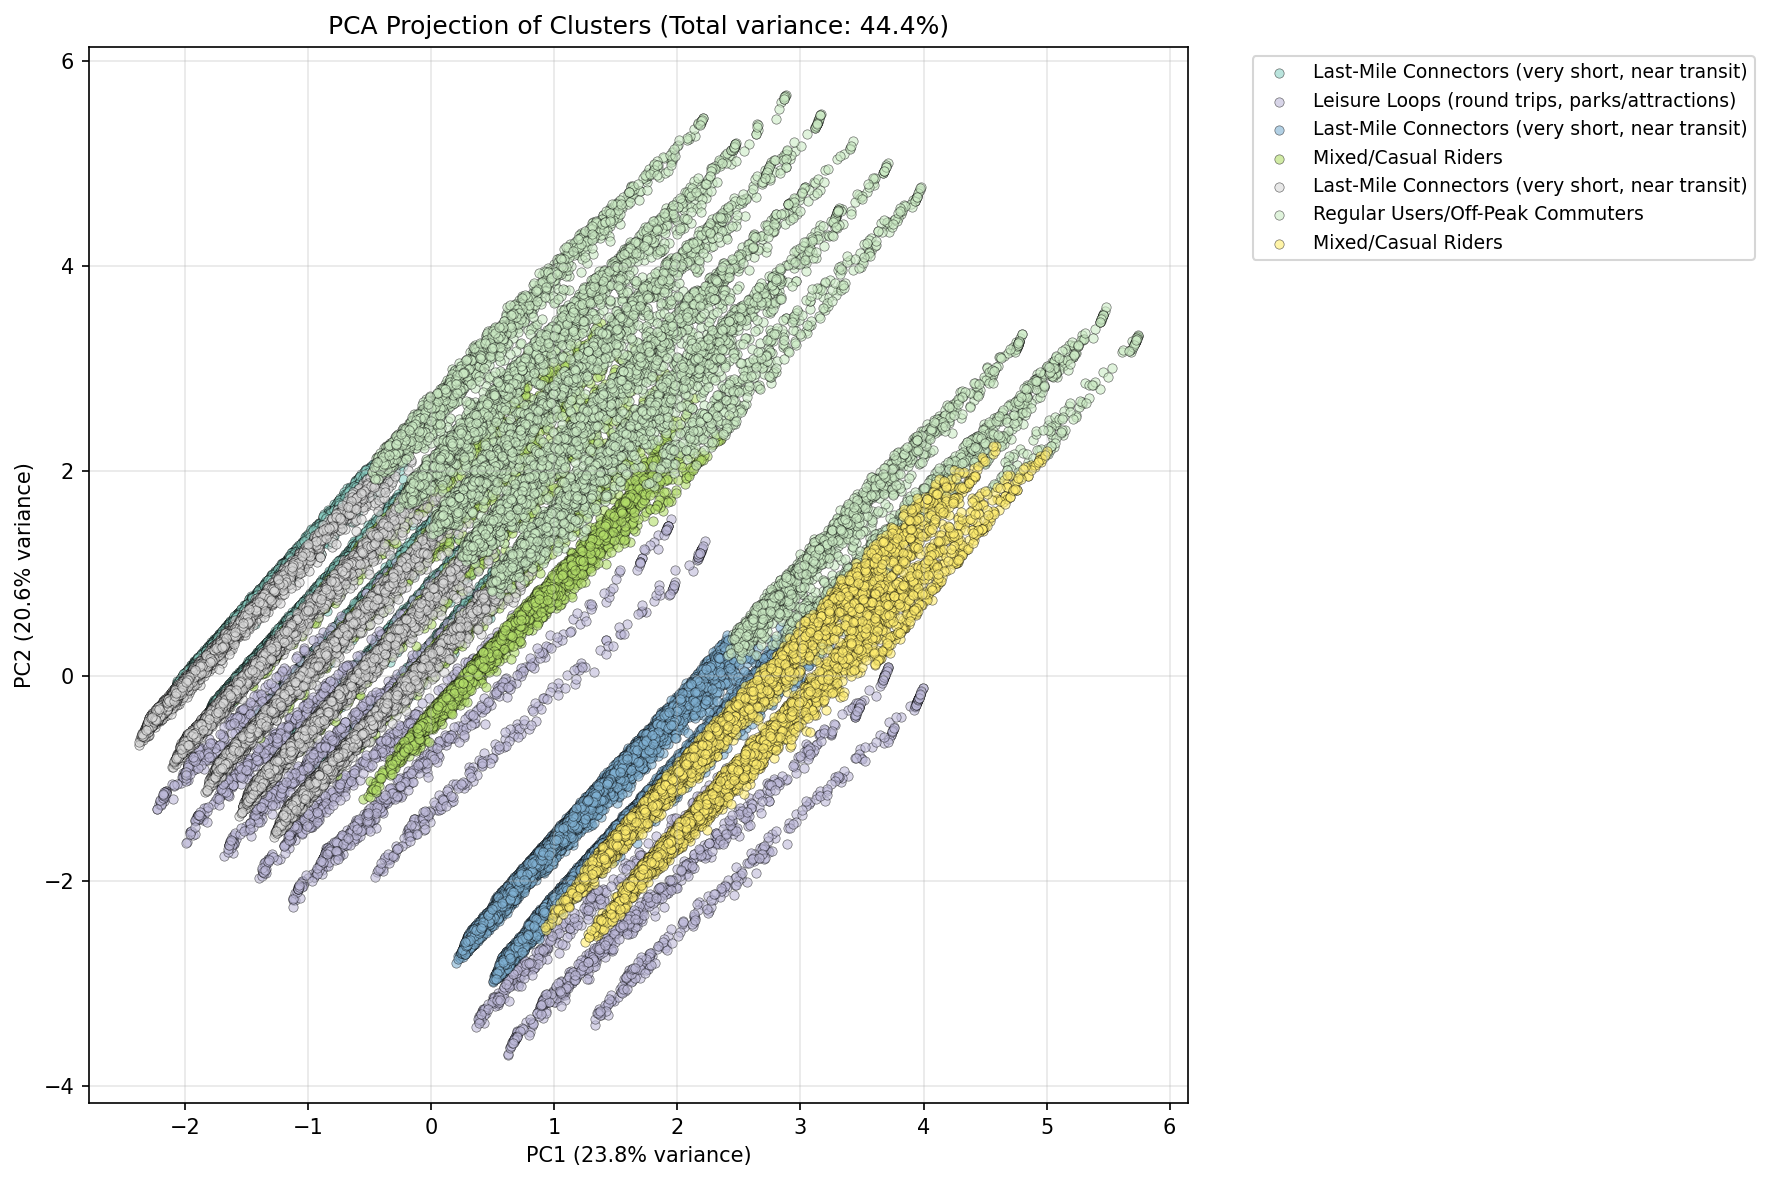 PCA Projection of Clusters (Total variance: 44.4%)
Last-Mile Connectors (very short, near transit)
Leisure Loops (round trips, parks/attractions)
Last-Mile Connectors (very short, near transit)
Mixed/Casual Riders
Last-Mile Connectors (very short, near transit)
Regular Users/Off-Peak Commuters
Mixed/Casual Riders
PC2 (20.6% variance)
6
4
2
0
−2
−4
−2 −1 0 1 2 3 4 5 6
PC1 (23.8% variance)